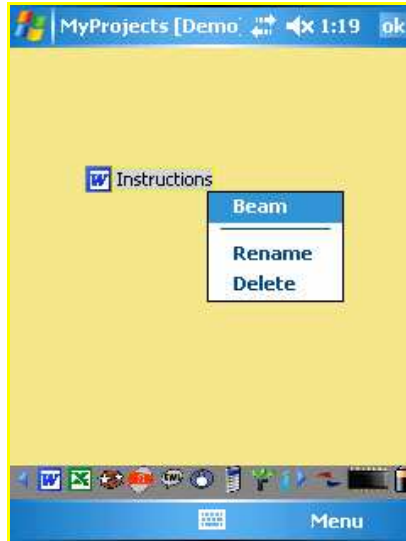 MyProjects [Demo] 1:19 ok
Instructions
Beam
Rename
Delete
Menu